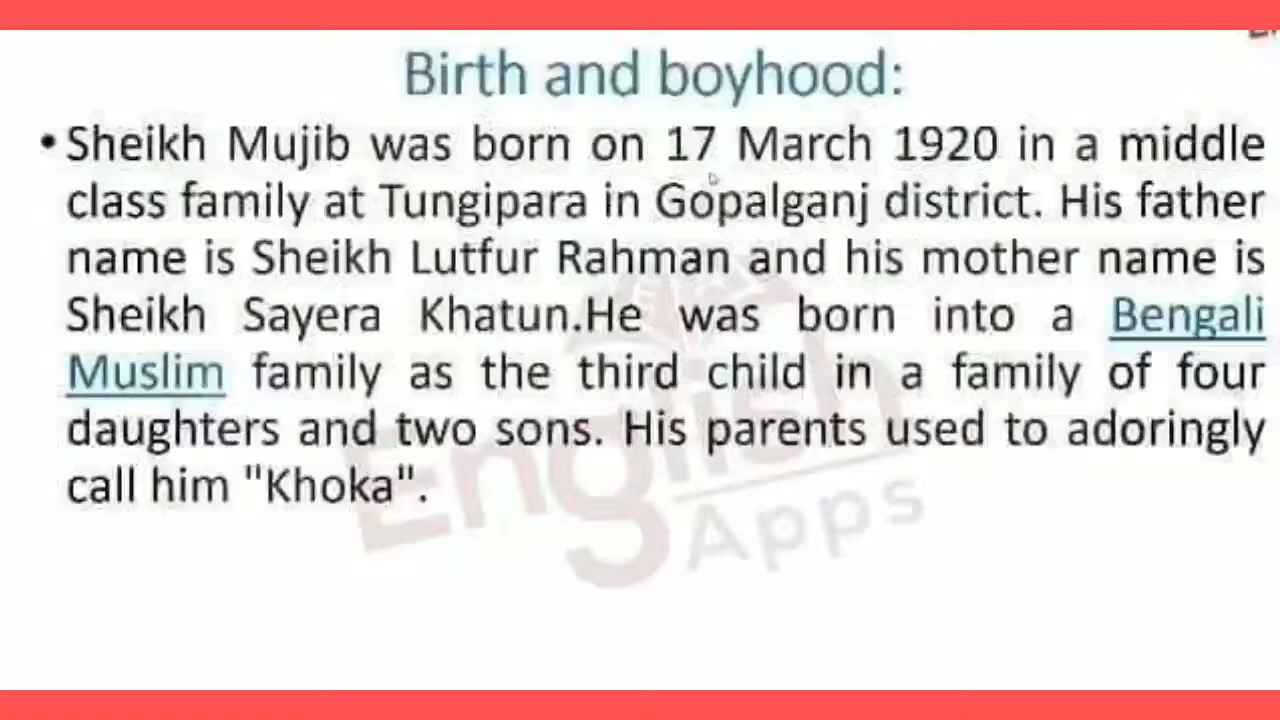 Birth and boyhood:
• Sheikh Mujib was born on 17 March 1920 in a middle
class family at Tungipara in Gopalganj district. His father
name is Sheikh Lutfur Rahman and his mother name is
Sheikh Sayera Khatun.He was born into a Bengali
Muslim family as the third child in a family of four
daughters and two sons. His parents used to adoringly
call him "Khoka".
English
Apps